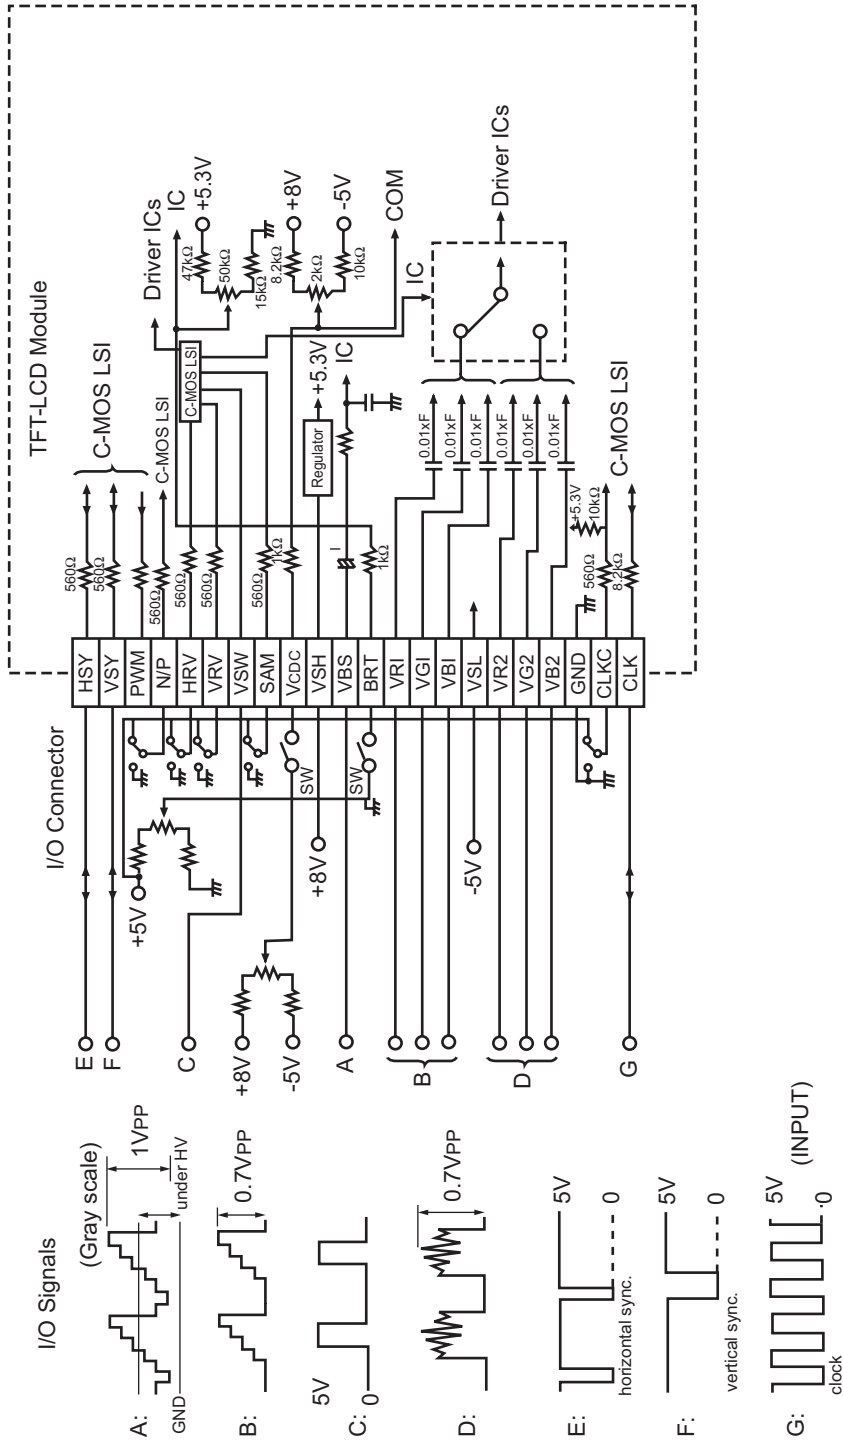 TFT-LCD Module
C-MOS LSI
Driver ICs
IC
+5.3V
47kΩ
50kΩ
15kΩ
+8V
8.2kΩ
2kΩ
-5V
10kΩ
COM
IC
Driver ICs
C-MOS LSI
C-MOS LSI
Regulator
+5.3V
IC
0.01xF
0.01xF
0.01xF
0.01xF
0.01xF
0.01xF
C-MOS LSI
+5.3V
10kΩ
560Ω
560Ω
560Ω
560Ω
560Ω
560Ω
1kΩ
1kΩ
560Ω
8.2kΩ
HSY
VSY
PWM
N/P
HRV
VRV
VSW
SAM
VCDC
VSH
VBS
BRT
VRI
VGI
VBI
VSL
VR2
VG2
VB2
GND
CLKC
CLK
I/O Connector
SW
SW
+5V
+8V
-5V
+8V
-5V
E
F
C
A
B
D
G
I/O Signals
A:
(Gray scale)
1VPP
under HV
GND
B:
0.7VPP
C:
5V
0
D:
0.7VPP
E:
5V
0
horizontal sync.
F:
5V
0
vertical sync.
G:
5V
0
(INPUT)
clock